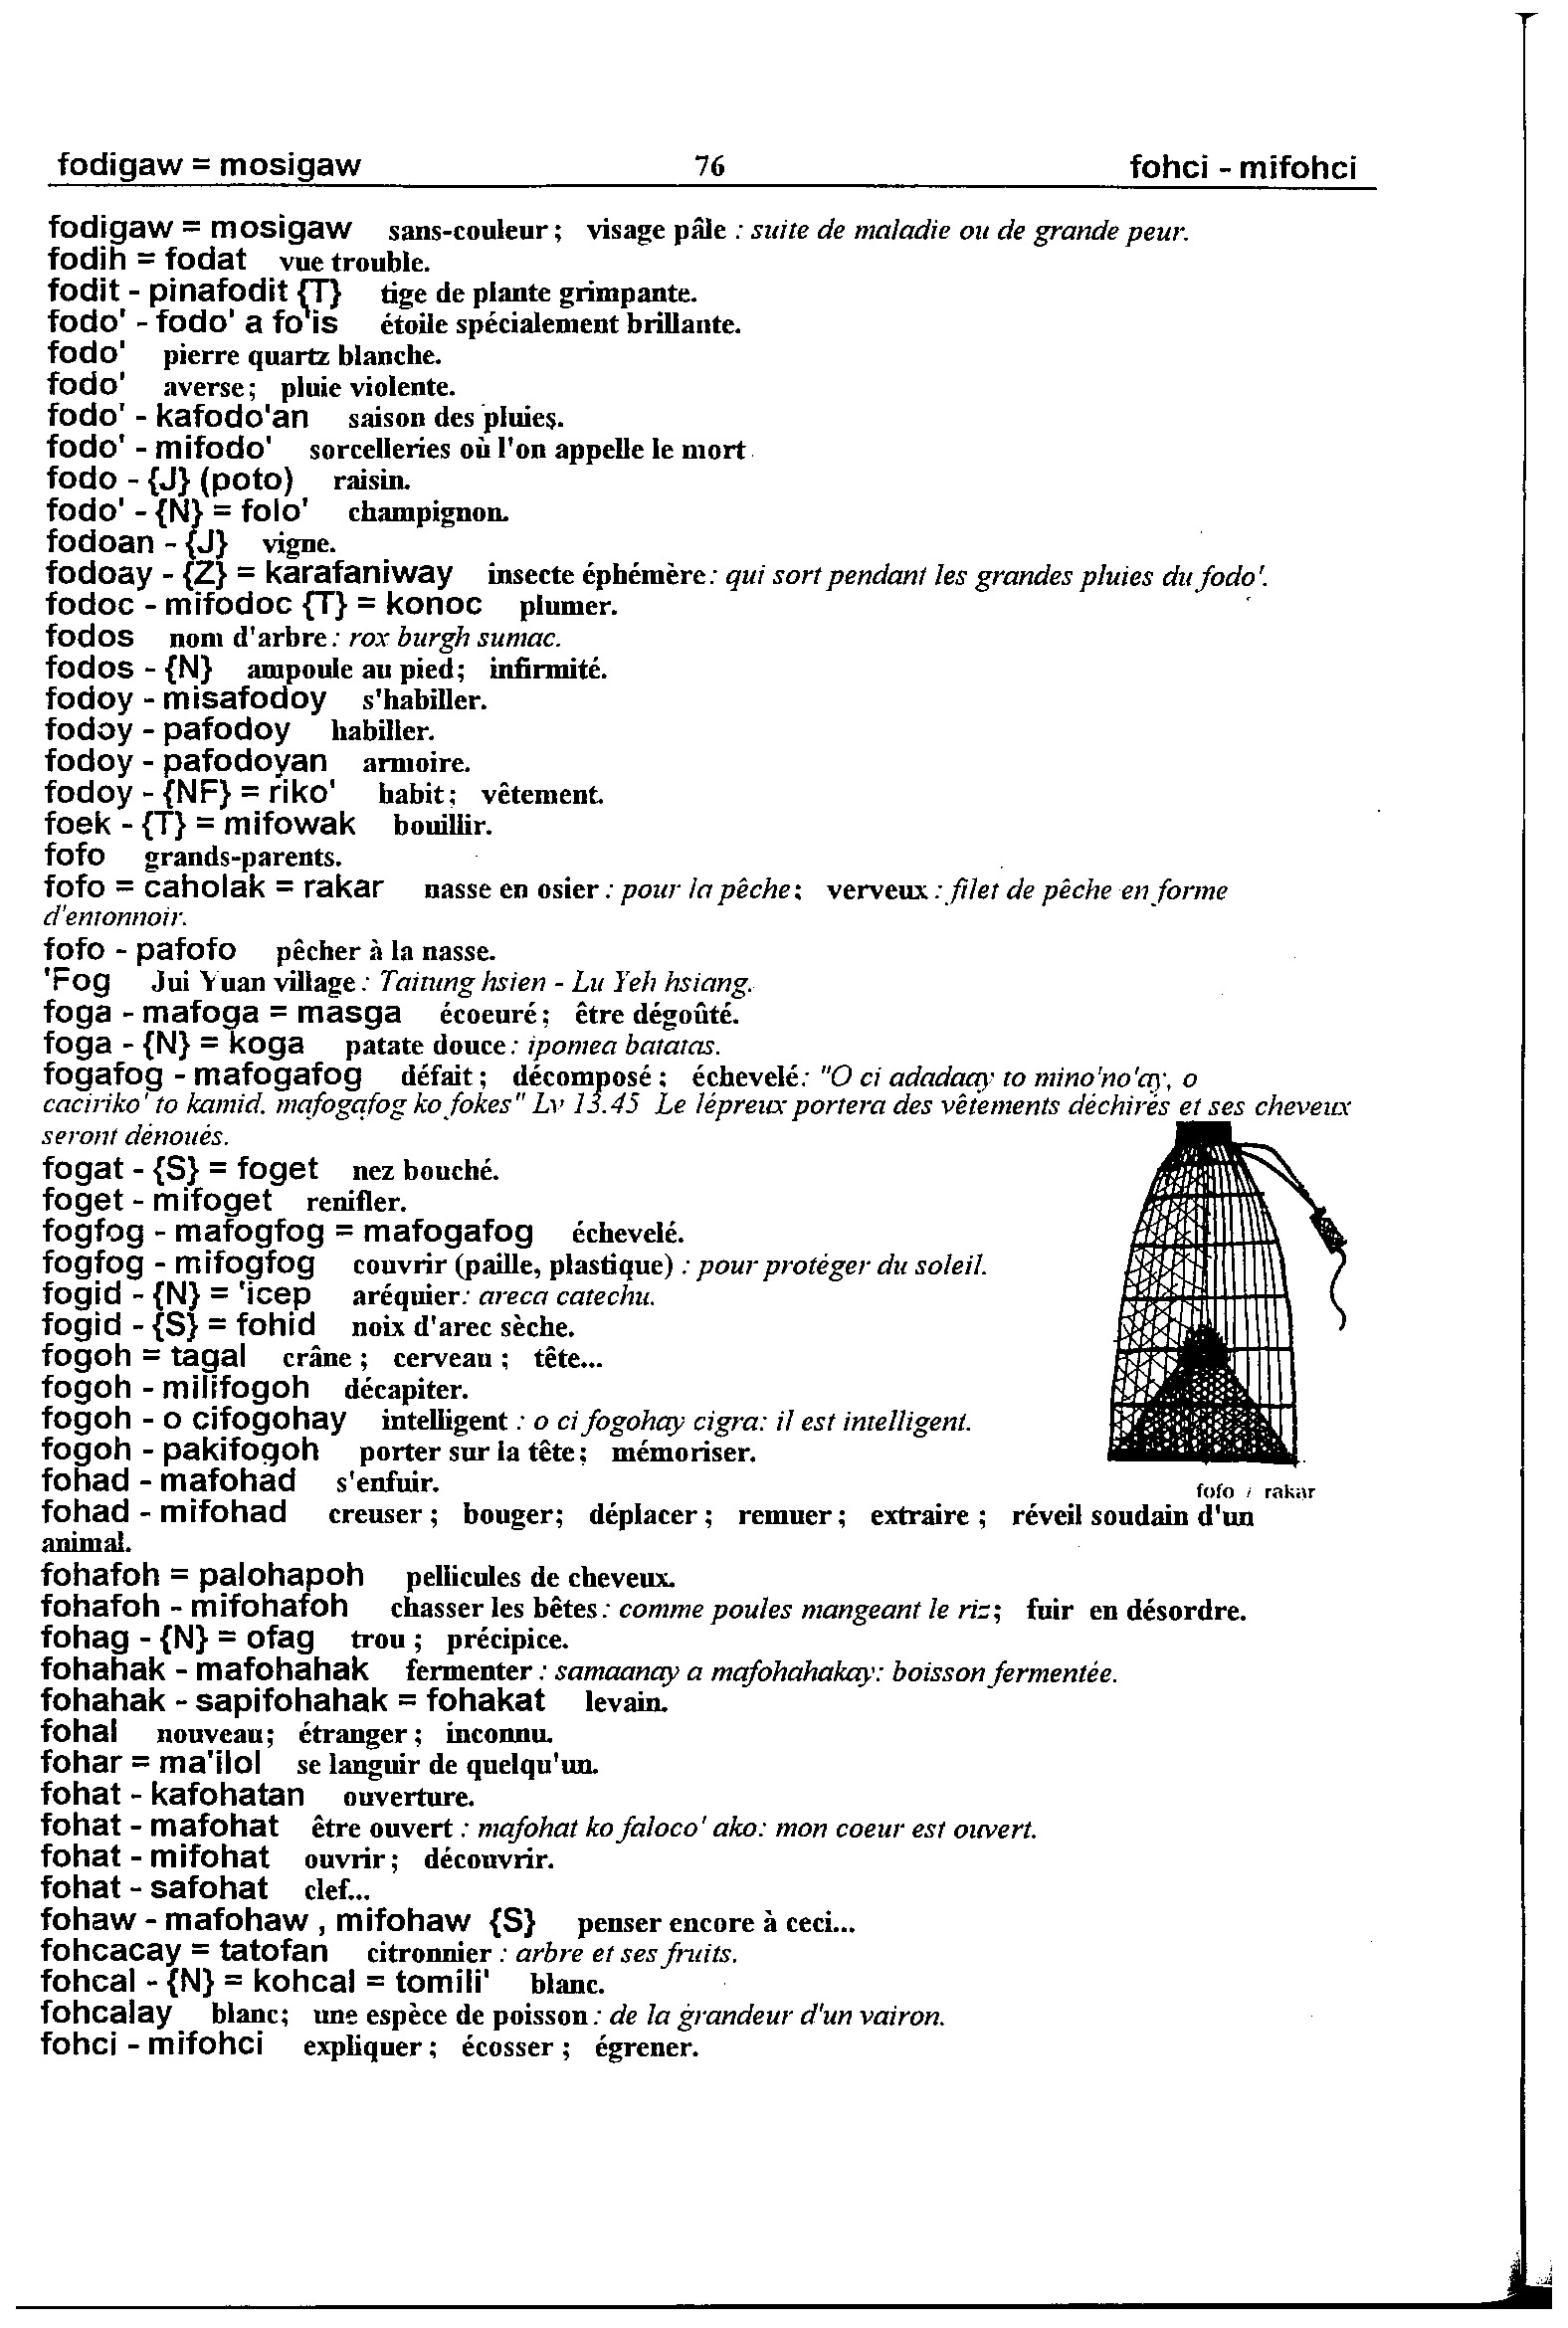 fodigaw = mosigaw 76 fohci - mifohci
fodigaw = mosigaw sans-couleur ; visage pâle : suite de maladie ou de grande peur.
fodih = fodat vue trouble.
fodit - pinafodit {T} tige de plante grimpante.
fodo' - fodo' a fo'is étoile spécialement brillante.
fodo' pierre quartz blanche.
fodo' averse ; pluie violente.
fodo' - kafodo'an saison des pluies.
fodo' - mifodo' sorcelleries où l'on appelle le mort
fodo - {J} (poto) raisin.
fodo' - {N} = folo' champignon.
fodoan - {J} vigne.
fodoay - {Z} = karafaniway insecte éphémère : qui sort pendant les grandes pluies du fodo'.
fodoc - mifodoc {T} = konoc plumer.
fodos nom d'arbre : rox burgh sumac.
fodos - {N} ampoule au pied ; infirmité.
fodoy - misafodoy s'habiller.
fodoy - pafodoy habiller.
fodoy - pafodoyan armoire.
fodoy - {NF} = riko' habit ; vêtement.
foek - {T} = mifowak bouillir.
fofo grands-parents.
fofo = caholak = rakar nasse en osier : pour la pêche ; verveux : filet de pêche en forme
d'entonnoir.
fofo - pafofo pêcher à la nasse.
'Fog Jui Yuan village : Taitung hsien - Lu Yeh hsiang.
foga - mafoga = masga écoeuré ; être dégoûté.
foga - {N} = koga patate douce : ipomea batatas.
fogafog - mafogafog défait ; décomposé ; échevelé : "O ci adadaay to mino'no'ay, o
caciriko' to kamid. mafogafog ko fokes" Lv 13.45 Le lépreux portera des vêtements déchirés et ses cheveux
seront dénoués.
fogat - {S} = foget nez bouché.
foget - mifoget renifler.
fogfog - mafogfog = mafogafog échevelé.
fogfog - mifogfog couvrir (paille, plastique) : pour protéger du soleil.
fogid - {N} = 'icep aréquier : areca catechu.
fogid - {S} = fohid noix d'arec sèche.
fogoh = tagal crâne ; cerveau ; tête...
fogoh - milifogoh décapiter.
fogoh - o cifogohay intelligent : o ci fogohay cigra: il est intelligent.
fogoh - pakifogoh porter sur la tête ; mémoriser.
fohad - mafohad s'enfuir.
fofo / rakar
fohad - mifohad creuser ; bouger ; déplacer ; remuer ; extraire ; réveil soudain d'un
animal.
fohafoh = palohapoh pellicules de cheveux.
fohafoh - mifohafoh chasser les bêtes : comme poules mangeant le riz ; fuir en désordre.
fohag - {N} = ofag trou ; précipice.
fohahak - mafohahak fermenter : samaanay a mafohahakay: boisson fermentée.
fohahak - sapifohahak = fohakat levain.
fohal nouveau ; étranger ; inconnu.
fohar = ma'ilol se languir de quelqu'un.
fohat - kafohatan ouverture.
fohat - mafohat être ouvert : mafohat ko faloco' ako: mon coeur est ouvert.
fohat - mifohat ouvrir ; découvrir.
fohat - safohat clef...
fohaw - mafohaw , mifohaw {S} penser encore à ceci...
fohcacay = tatofan citronnier : arbre et ses fruits.
fohcal - {N} = kohcal = tomili' blanc.
fohcalay blanc ; une espèce de poisson : de la grandeur d'un vairon.
fohci - mifohci expliquer ; écosser ; égrener.